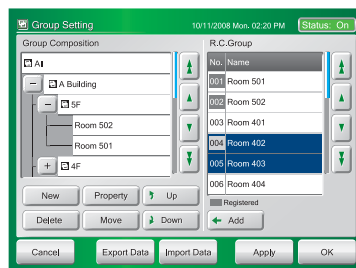 Group Setting 10/11/2008 Mon. 02:20 PM Status: On
Group Composition
All
A Building
5F
Room 502
Room 501
4F
New Property Up
Delete Move Down
R.C.Group
No. Name
001 Room 501
002 Room 502
003 Room 401
004 Room 402
005 Room 403
006 Room 404
Registered
Add
Cancel Export Data Import Data Apply OK